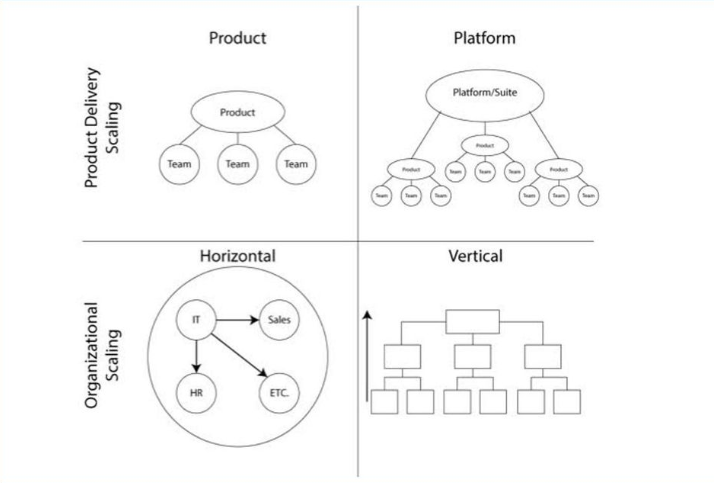 Product
Platform
Product Delivery
Scaling
Product
Team
Team
Team
Platform/Suite
Product
Team
Team
Team
Product
Team
Team
Team
Product
Team
Team
Team
Horizontal
Vertical
Organizational
Scaling
IT
Sales
HR
ETC.